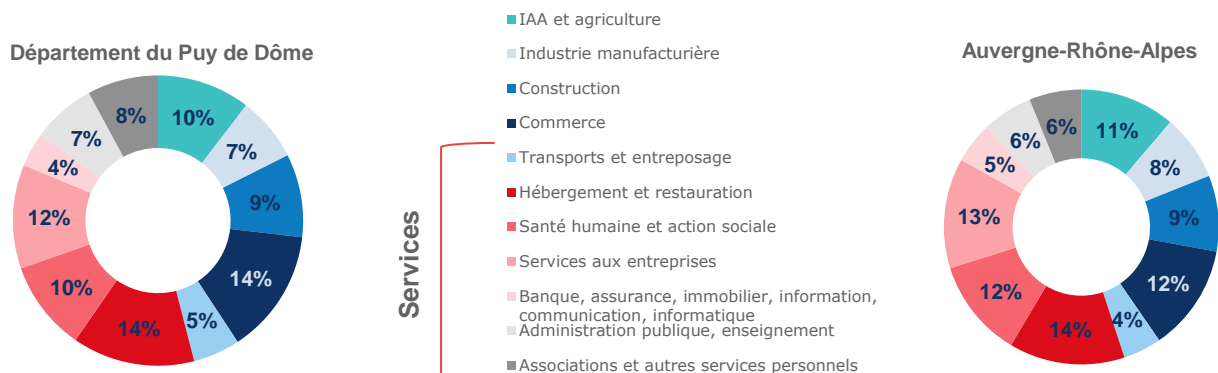 Département du Puy de Dôme
10%
7%
9%
14%
5%
14%
10%
12%
4%
7%
8%
Services
IAA et agriculture
Industrie manufacturière
Construction
Commerce
Transports et entreposage
Hébergement et restauration
Santé humaine et action sociale
Services aux entreprises
Banque, assurance, immobilier, information,
communication, informatique
Administration publique, enseignement
Associations et autres services personnels
Auvergne-Rhône-Alpes
11%
8%
9%
12%
4%
14%
12%
13%
5%
6%
6%